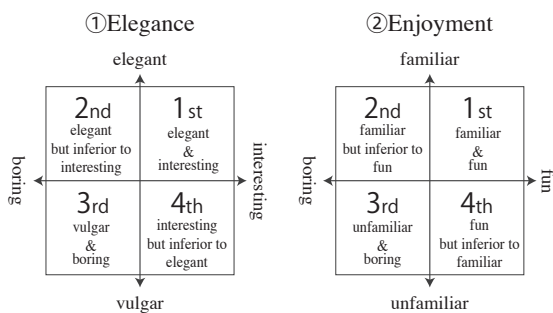 ①Elegance
elegant
boring
2nd
elegant
but inferior to
interesting
1st
elegant
&
interesting
3rd
vulgar
&
boring
4th
interesting
but inferior to
elegant
interesting
vulgar
②Enjoyment
familiar
boring
2nd
familiar
but inferior to
fun
1st
familiar
&
fun
3rd
unfamiliar
&
boring
4th
fun
but inferior to
familiar
fun
unfamiliar